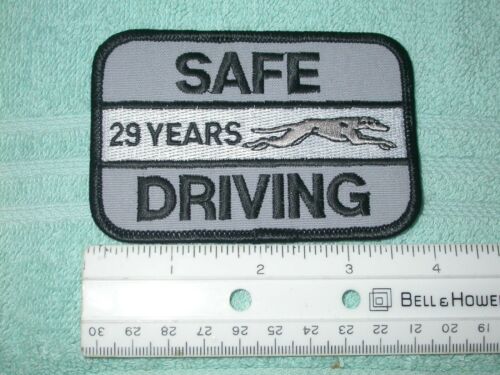 SAFE
29 YEARS
DRIVING
1 2 3 4
BELL & HOWE
30 29 28 27 26 25 24 23 22 21 20 19